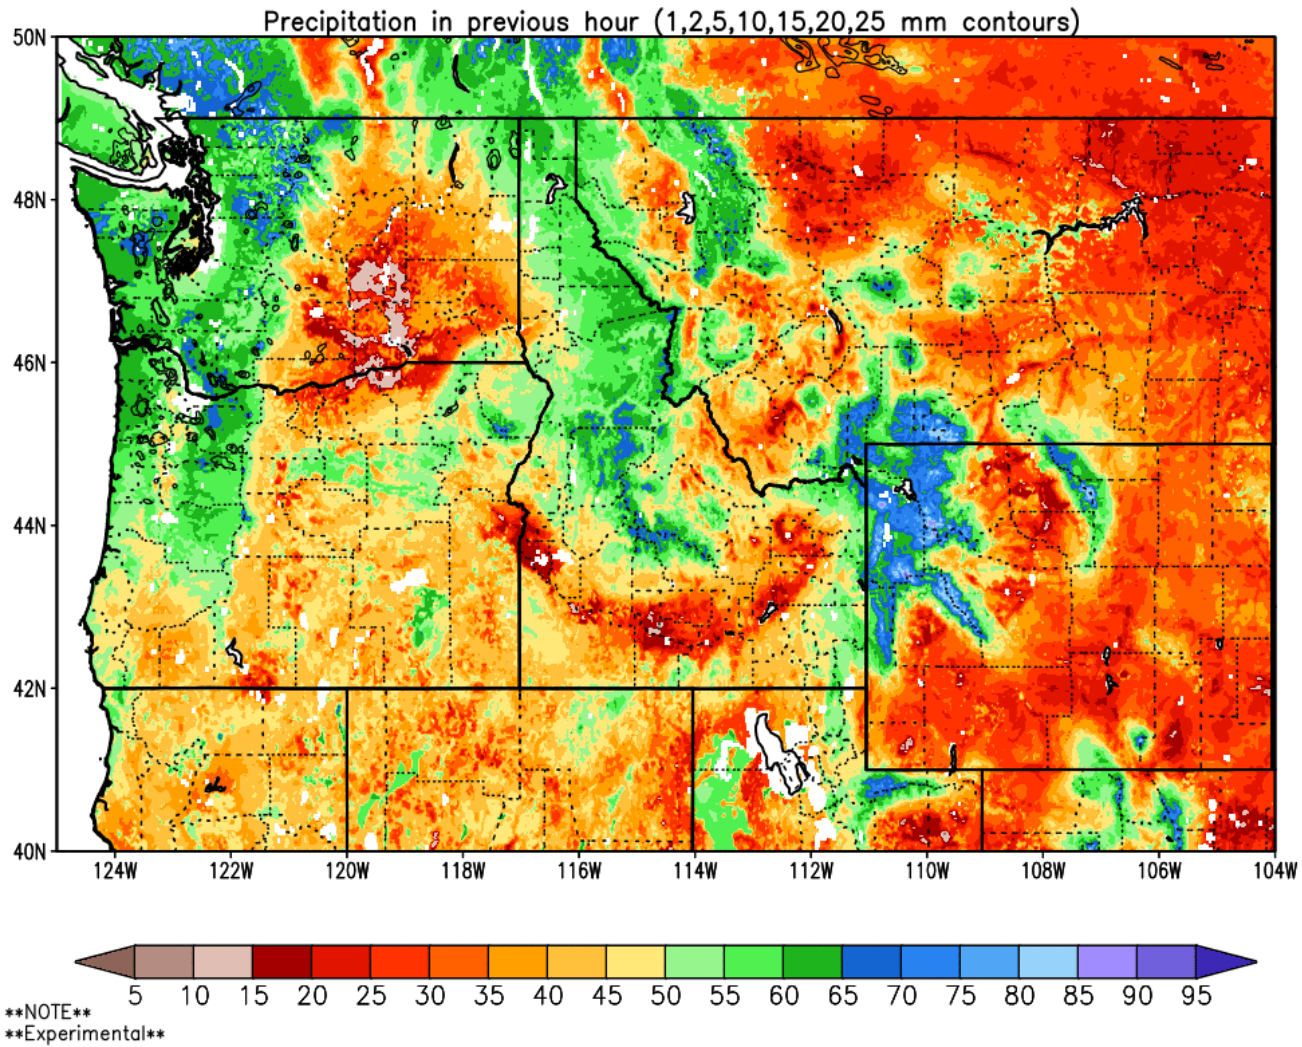 Precipitation in previous hour (1,2,5,10,15,20,25 mm contours)
50N
48N
46N
44N
42N
40N
124W 122W 120W 118W 116W 114W 112W 110W 108W 106W 104W
5 10 15 20 25 30 35 40 45 50 55 60 65 70 75 80 85 90 95
**NOTE**
**Experimental**